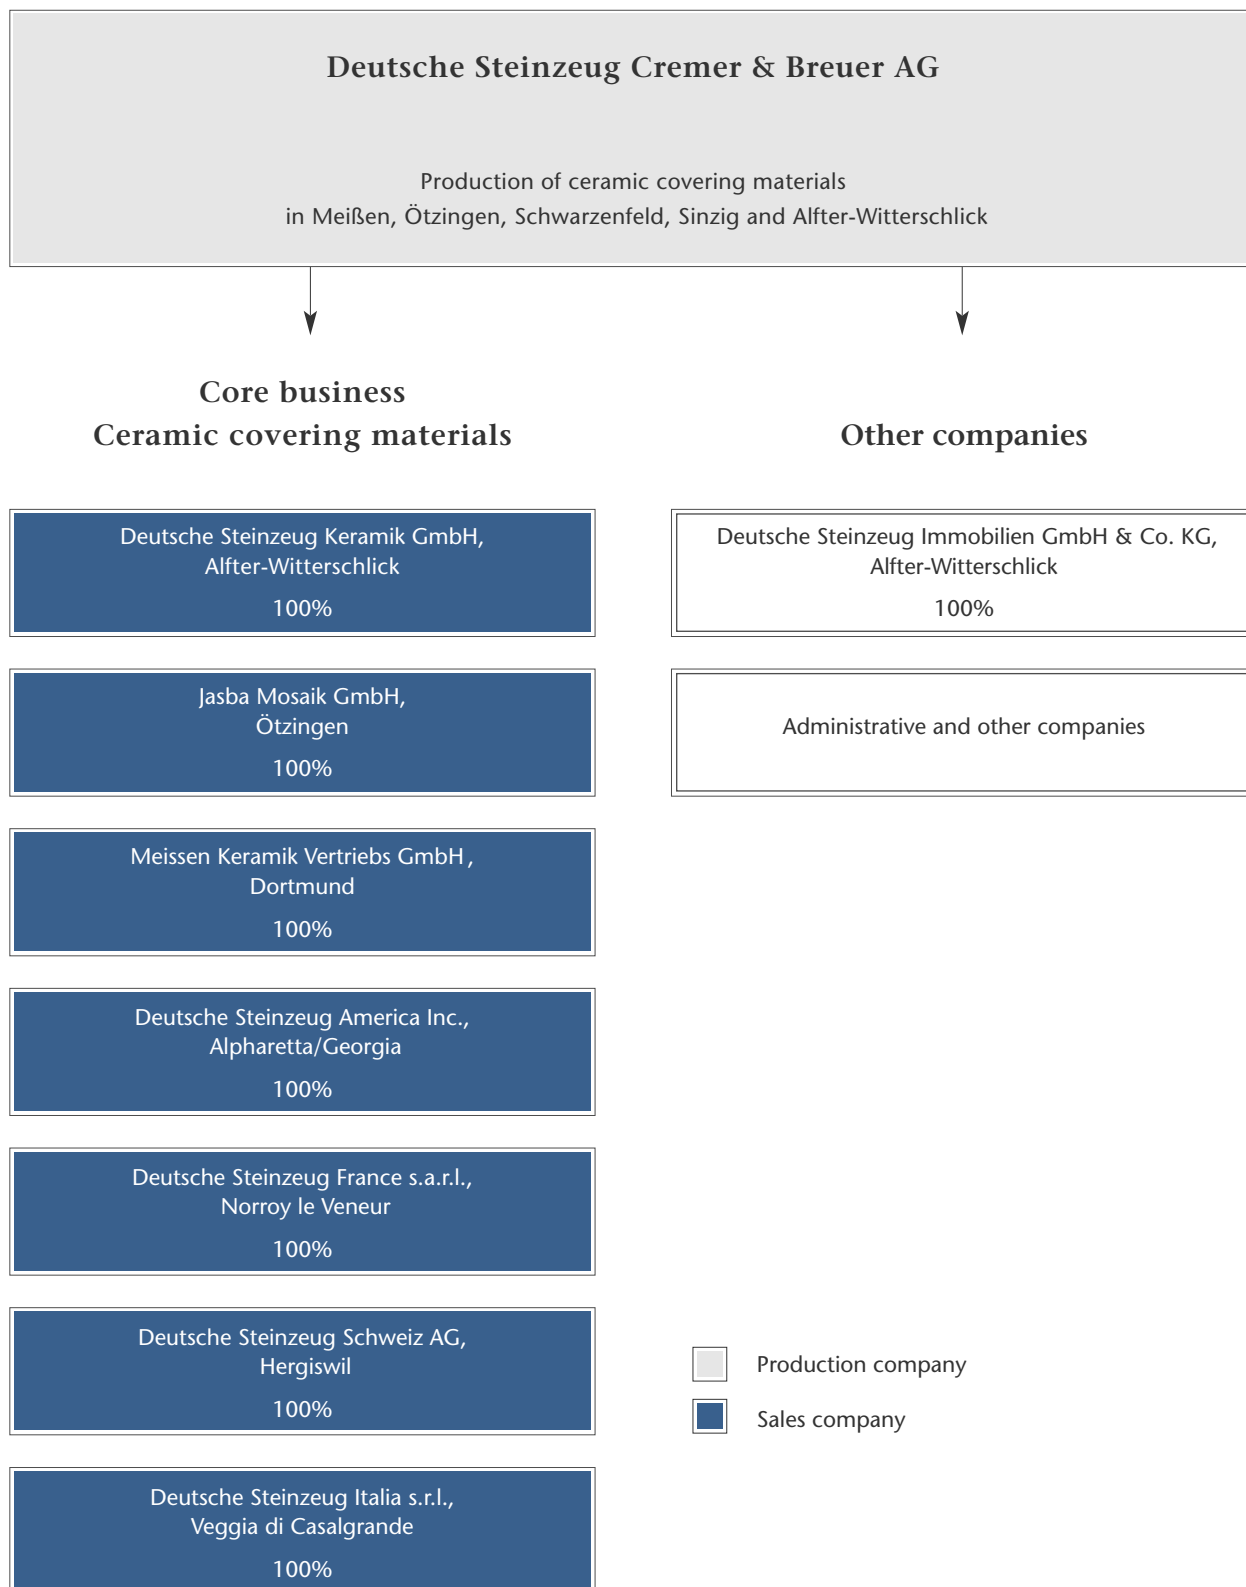 Deutsche Steinzeug Cremer & Breuer AG
Production of ceramic covering materials
in Meißen, Ötzingen, Schwarzenfeld, Sinzig and Alfter-Witterschlick
Core business
Ceramic covering materials
Deutsche Steinzeug Keramik GmbH,
Alfter-Witterschlick
100%
Jasba Mosaik GmbH,
Ötzingen
100%
Meissen Keramik Vertriebs GmbH,
Dortmund
100%
Deutsche Steinzeug America Inc.,
Alpharetta/Georgia
100%
Deutsche Steinzeug France s.a.r.l.,
Norroy le Veneur
100%
Deutsche Steinzeug Schweiz AG,
Hergiswil
100%
Deutsche Steinzeug Italia s.r.l.,
Veggia di Casalgrande
100%
Other companies
Deutsche Steinzeug Immobilien GmbH & Co. KG,
Alfter-Witterschlick
100%
Administrative and other companies
Production company
Sales company